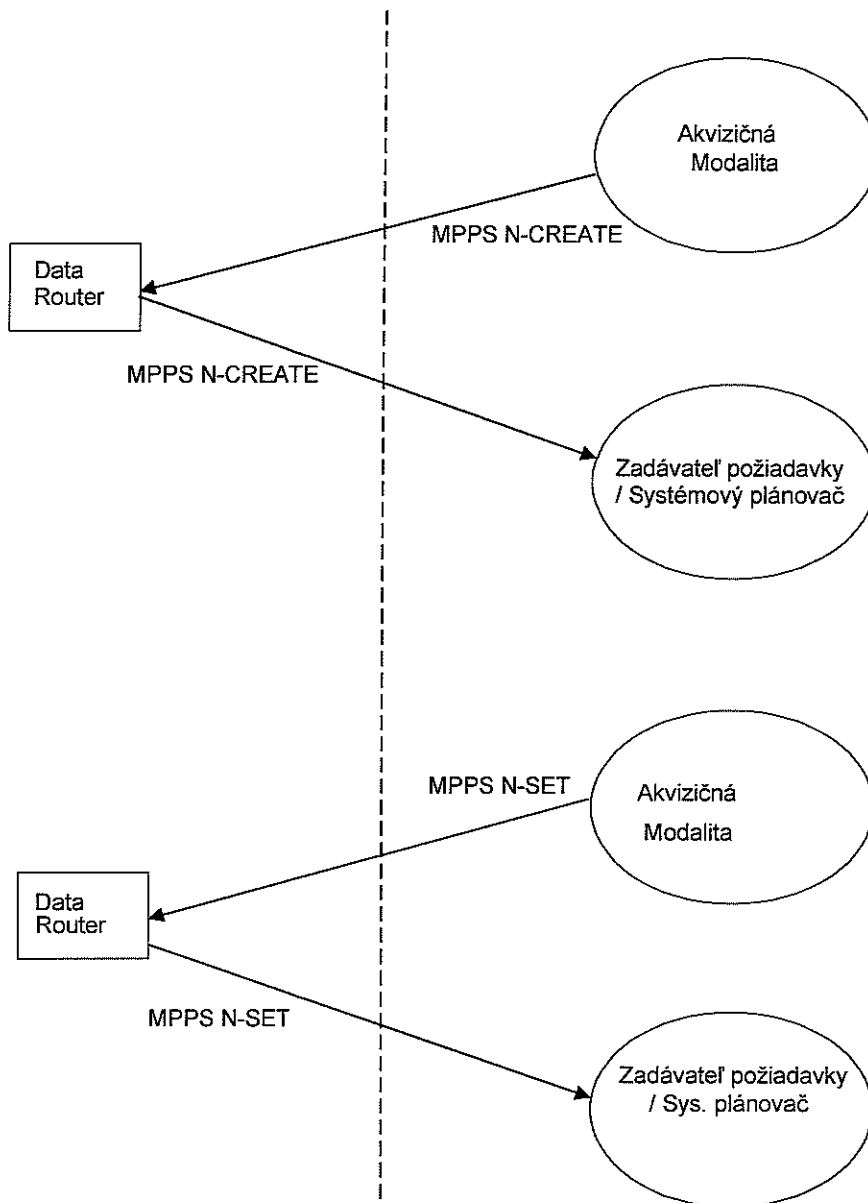 Akvizičná
Modalita
MPPS N-CREATE
Data
Router
MPPS N-CREATE
Zadávateľ požiadavky
/ Systémový plánovač
MPPS N-SET
Akvizičná
Modalita
Data
Router
MPPS N-SET
Zadávateľ požiadavky
/ Sys. plánovač